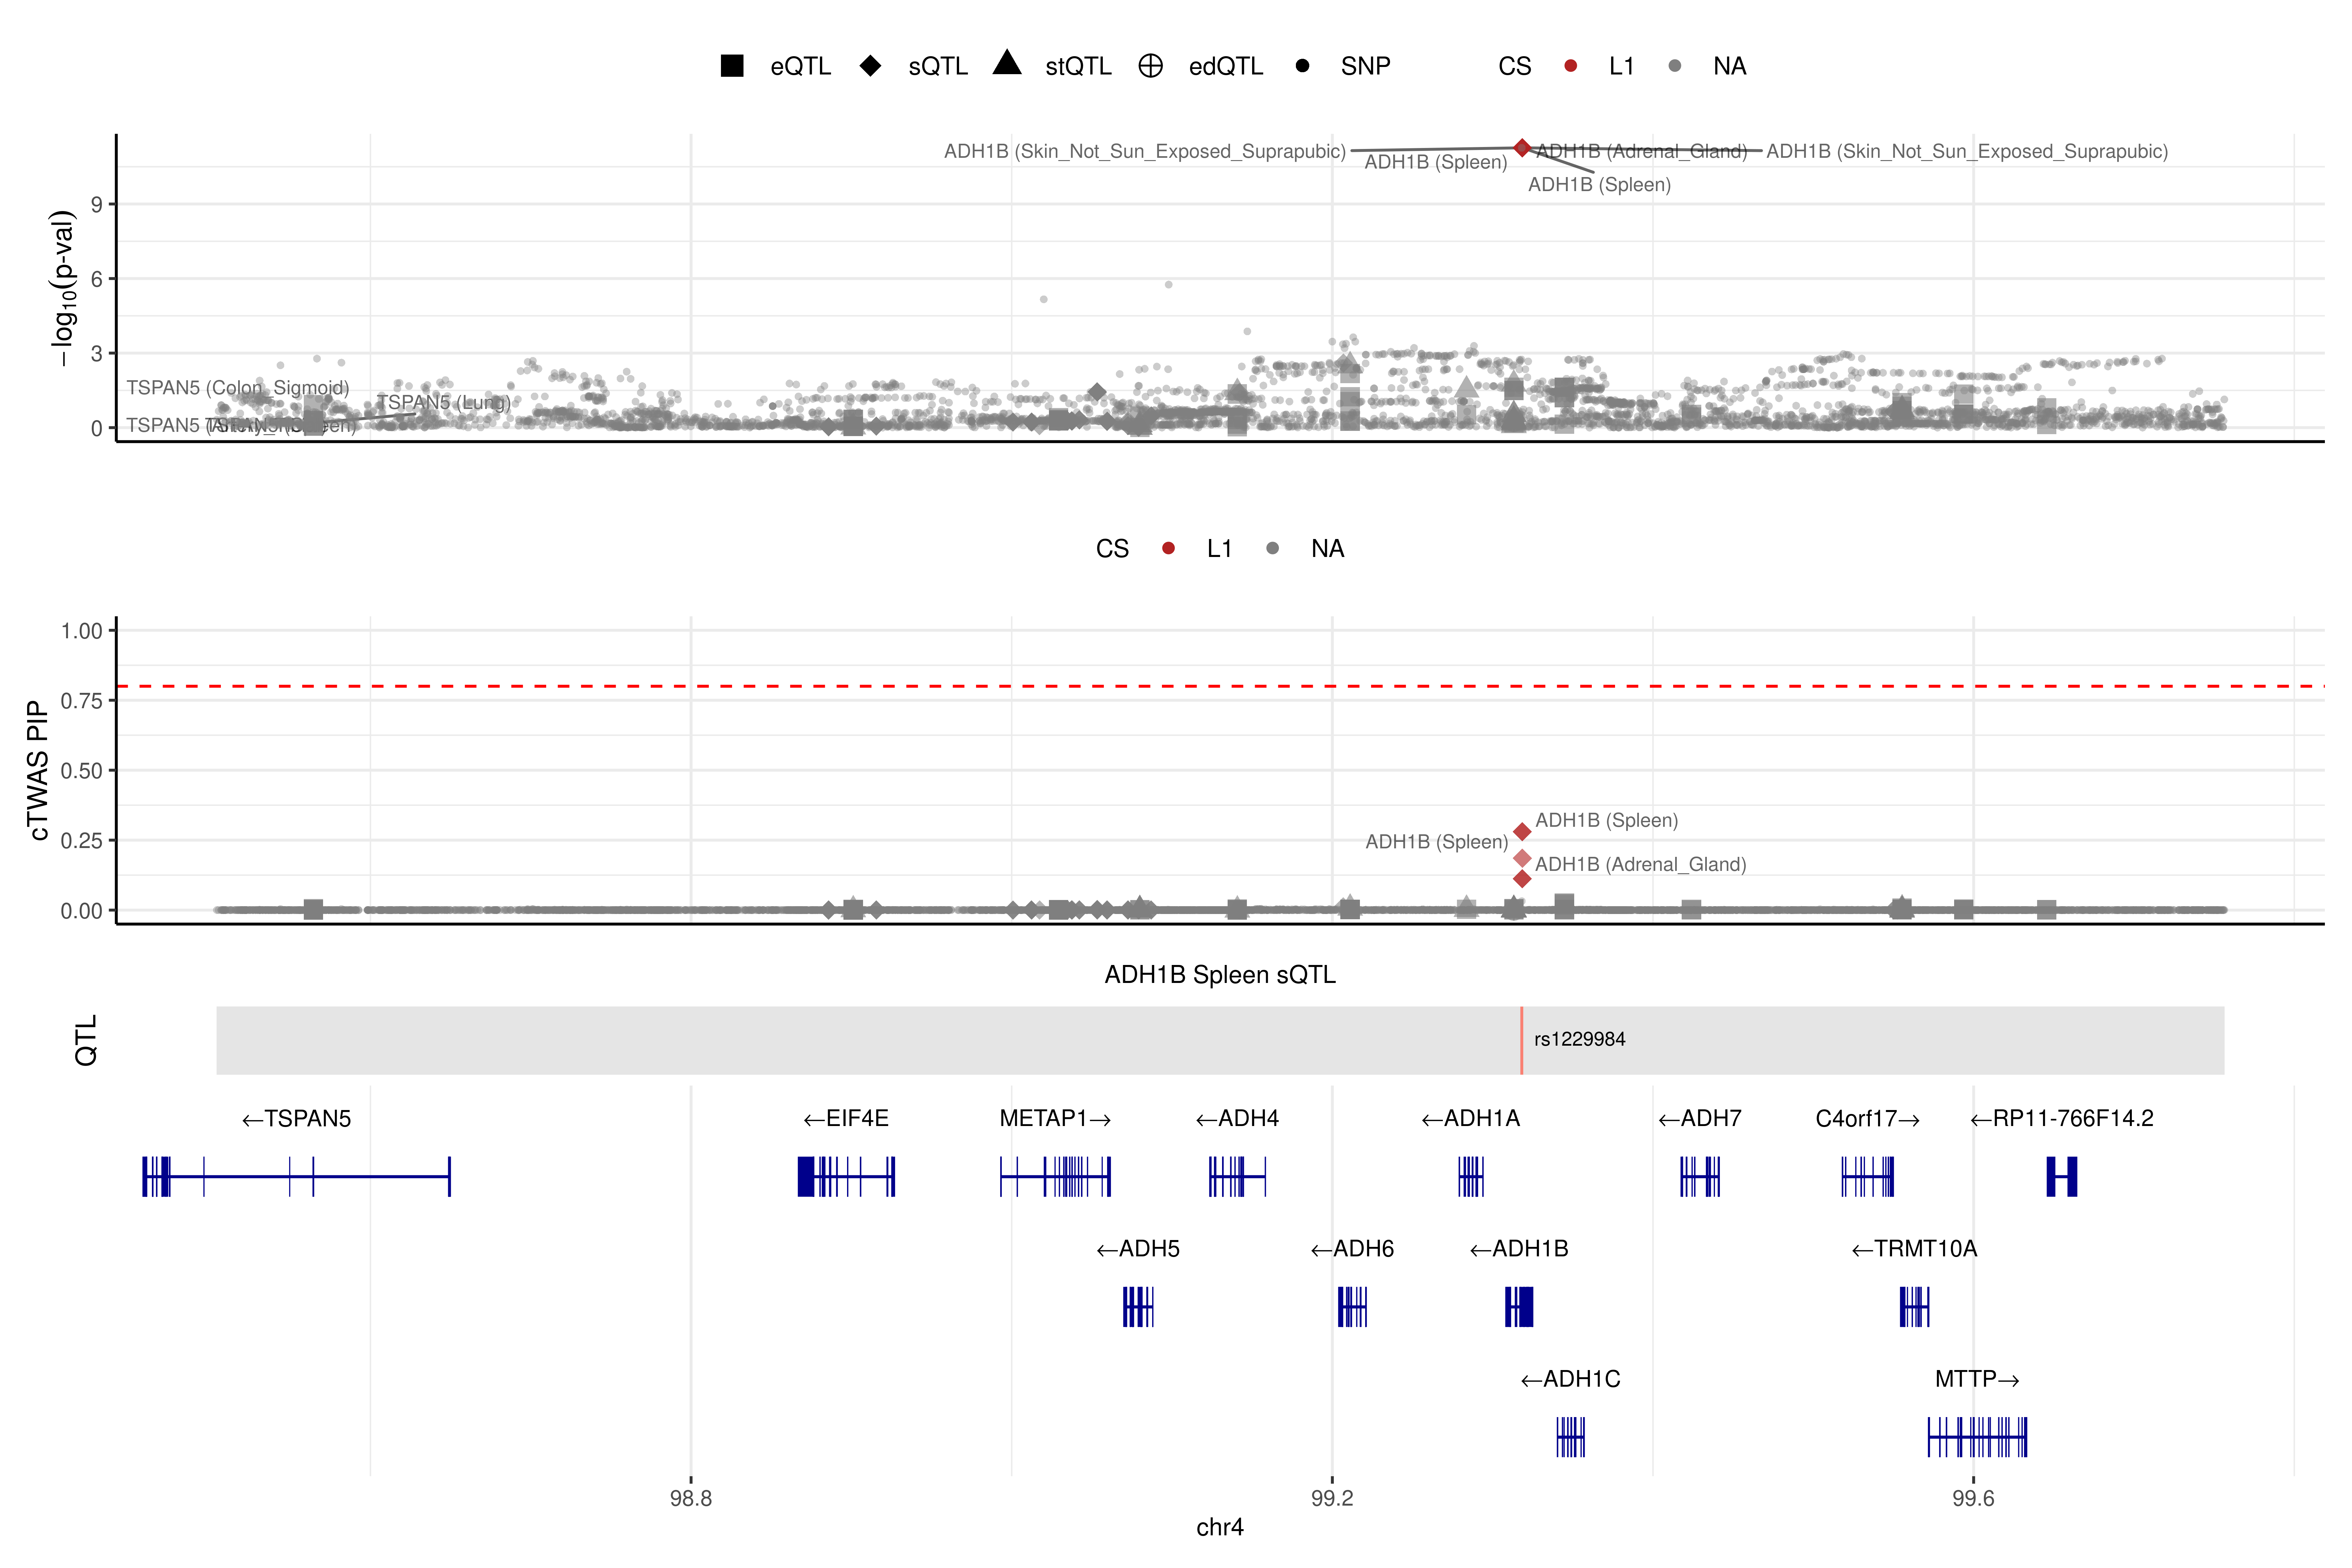 eQTL sQTL stQTL edQTL SNP CS L1 NA
ADH1B (Skin_Not_Sun_Exposed_Suprapubic) ADH1B (Adrenal_Gland) ADH1B (Skin_Not_Sun_Exposed_Suprapubic)
ADH1B (Spleen)
ADH1B (Spleen)
−log10(p-val)
9
6
3
0
TSPAN5 (Colon_Sigmoid)
TSPAN5 (Lung)
TSPAN5
CS L1 NA
cTWAS PIP
1.00
0.75
0.50
0.25
0.00
ADH1B (Spleen)
ADH1B (Spleen)
ADH1B (Adrenal_Gland)
ADH1B Spleen sQTL
QTL
rs1229984
←TSPAN5 ←EIF4E METAP1→ ←ADH4 ←ADH1A ←ADH7 C4orf17→ ←RP11-766F14.2
←ADH5 ←ADH6 ←ADH1B ←TRMT10A
←ADH1C MTTP→
98.8 99.2 99.6
chr4